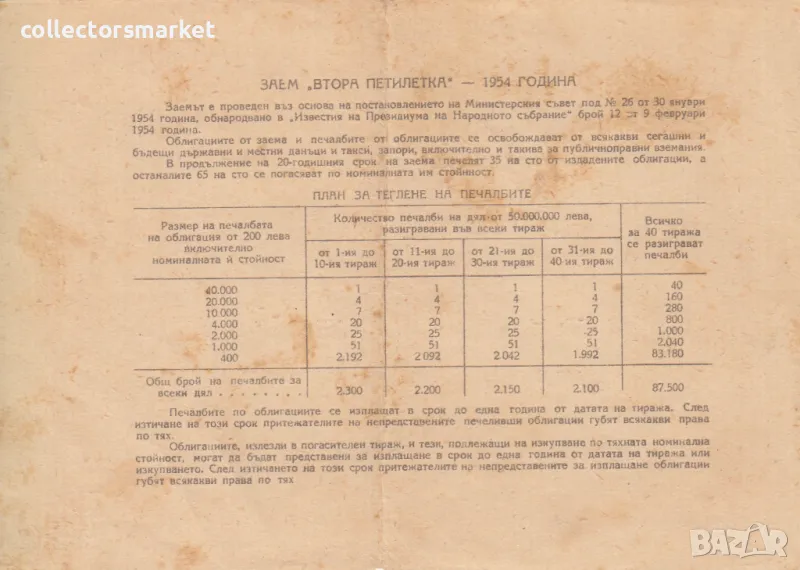 collectorsmarket
ЗАЕМ „ВТОРА ПЕТИЛЕТКА“ — 1954 ГОДИНА
Заемът е проведен въз основа на постановлението на Министерския съвет под № 26 от 30 януари
1954 година, обнародвано в „Известия на Президиума на Народното събрание“ брой 12 от 9 февруари
1954 година.
Облигациите от заема и печалбите от облигациите се освобождават от всякакви сегашни и
бъдещи държавни и местни данъци и такси, запори, включително и такива за публичноправни вземания.
В продължение на 20-годишния срок на заема печелят 35 на сто от издадените облигации, а
останалите 65 на сто се погасяват по номиналната им стойност.
ПЛАН ЗА ТЕГЛЕНЕ НА ПЕЧАЛБИТЕ
Размер на печалбата
на облигация от 200 лева
включително
номиналната ѝ стойност
Количество печалби на дял от 50.000,000 лева,
разигравани във всеки тираж
от 1-ия до
10-ия тираж
от 11-ия до
20-ия тираж
от 21-ия до
30-ия тираж
от 31-ия до
40-ия тираж
Всичко
за 40 тиража
се разиграват
печалби
40.000 1 1 1 1 40
20.000 4 4 4 4 160
10.000 7 7 7 7 280
4.000 20 20 20 20 800
2.000 25 25 25 25 1.000
1.000 51 51 51 51 2.040
400 2.192 2 092 2.042 1.992 83.180
Общ брой на печалбите за
всеки дял . . . . . . . . 2.300 2.200 2.150 2.100 87.500
Печалбите по облигациите се изплащат в срок до една година от датата на тиража. След
изтичане на този срок притежателите на непредставените печеливши облигации губят всякакви права
по тях.
Облигациите, излезли в погасителен тираж, и тези, подлежащи на изкупване по тяхната номинална
стойност, могат да бъдат представени за изплащане в срок до една година от датата на тиража или
изкупването. След изтичането на този срок притежателите на непредставените за изплащане облигации
губят всякакви права по тях
BAZAR